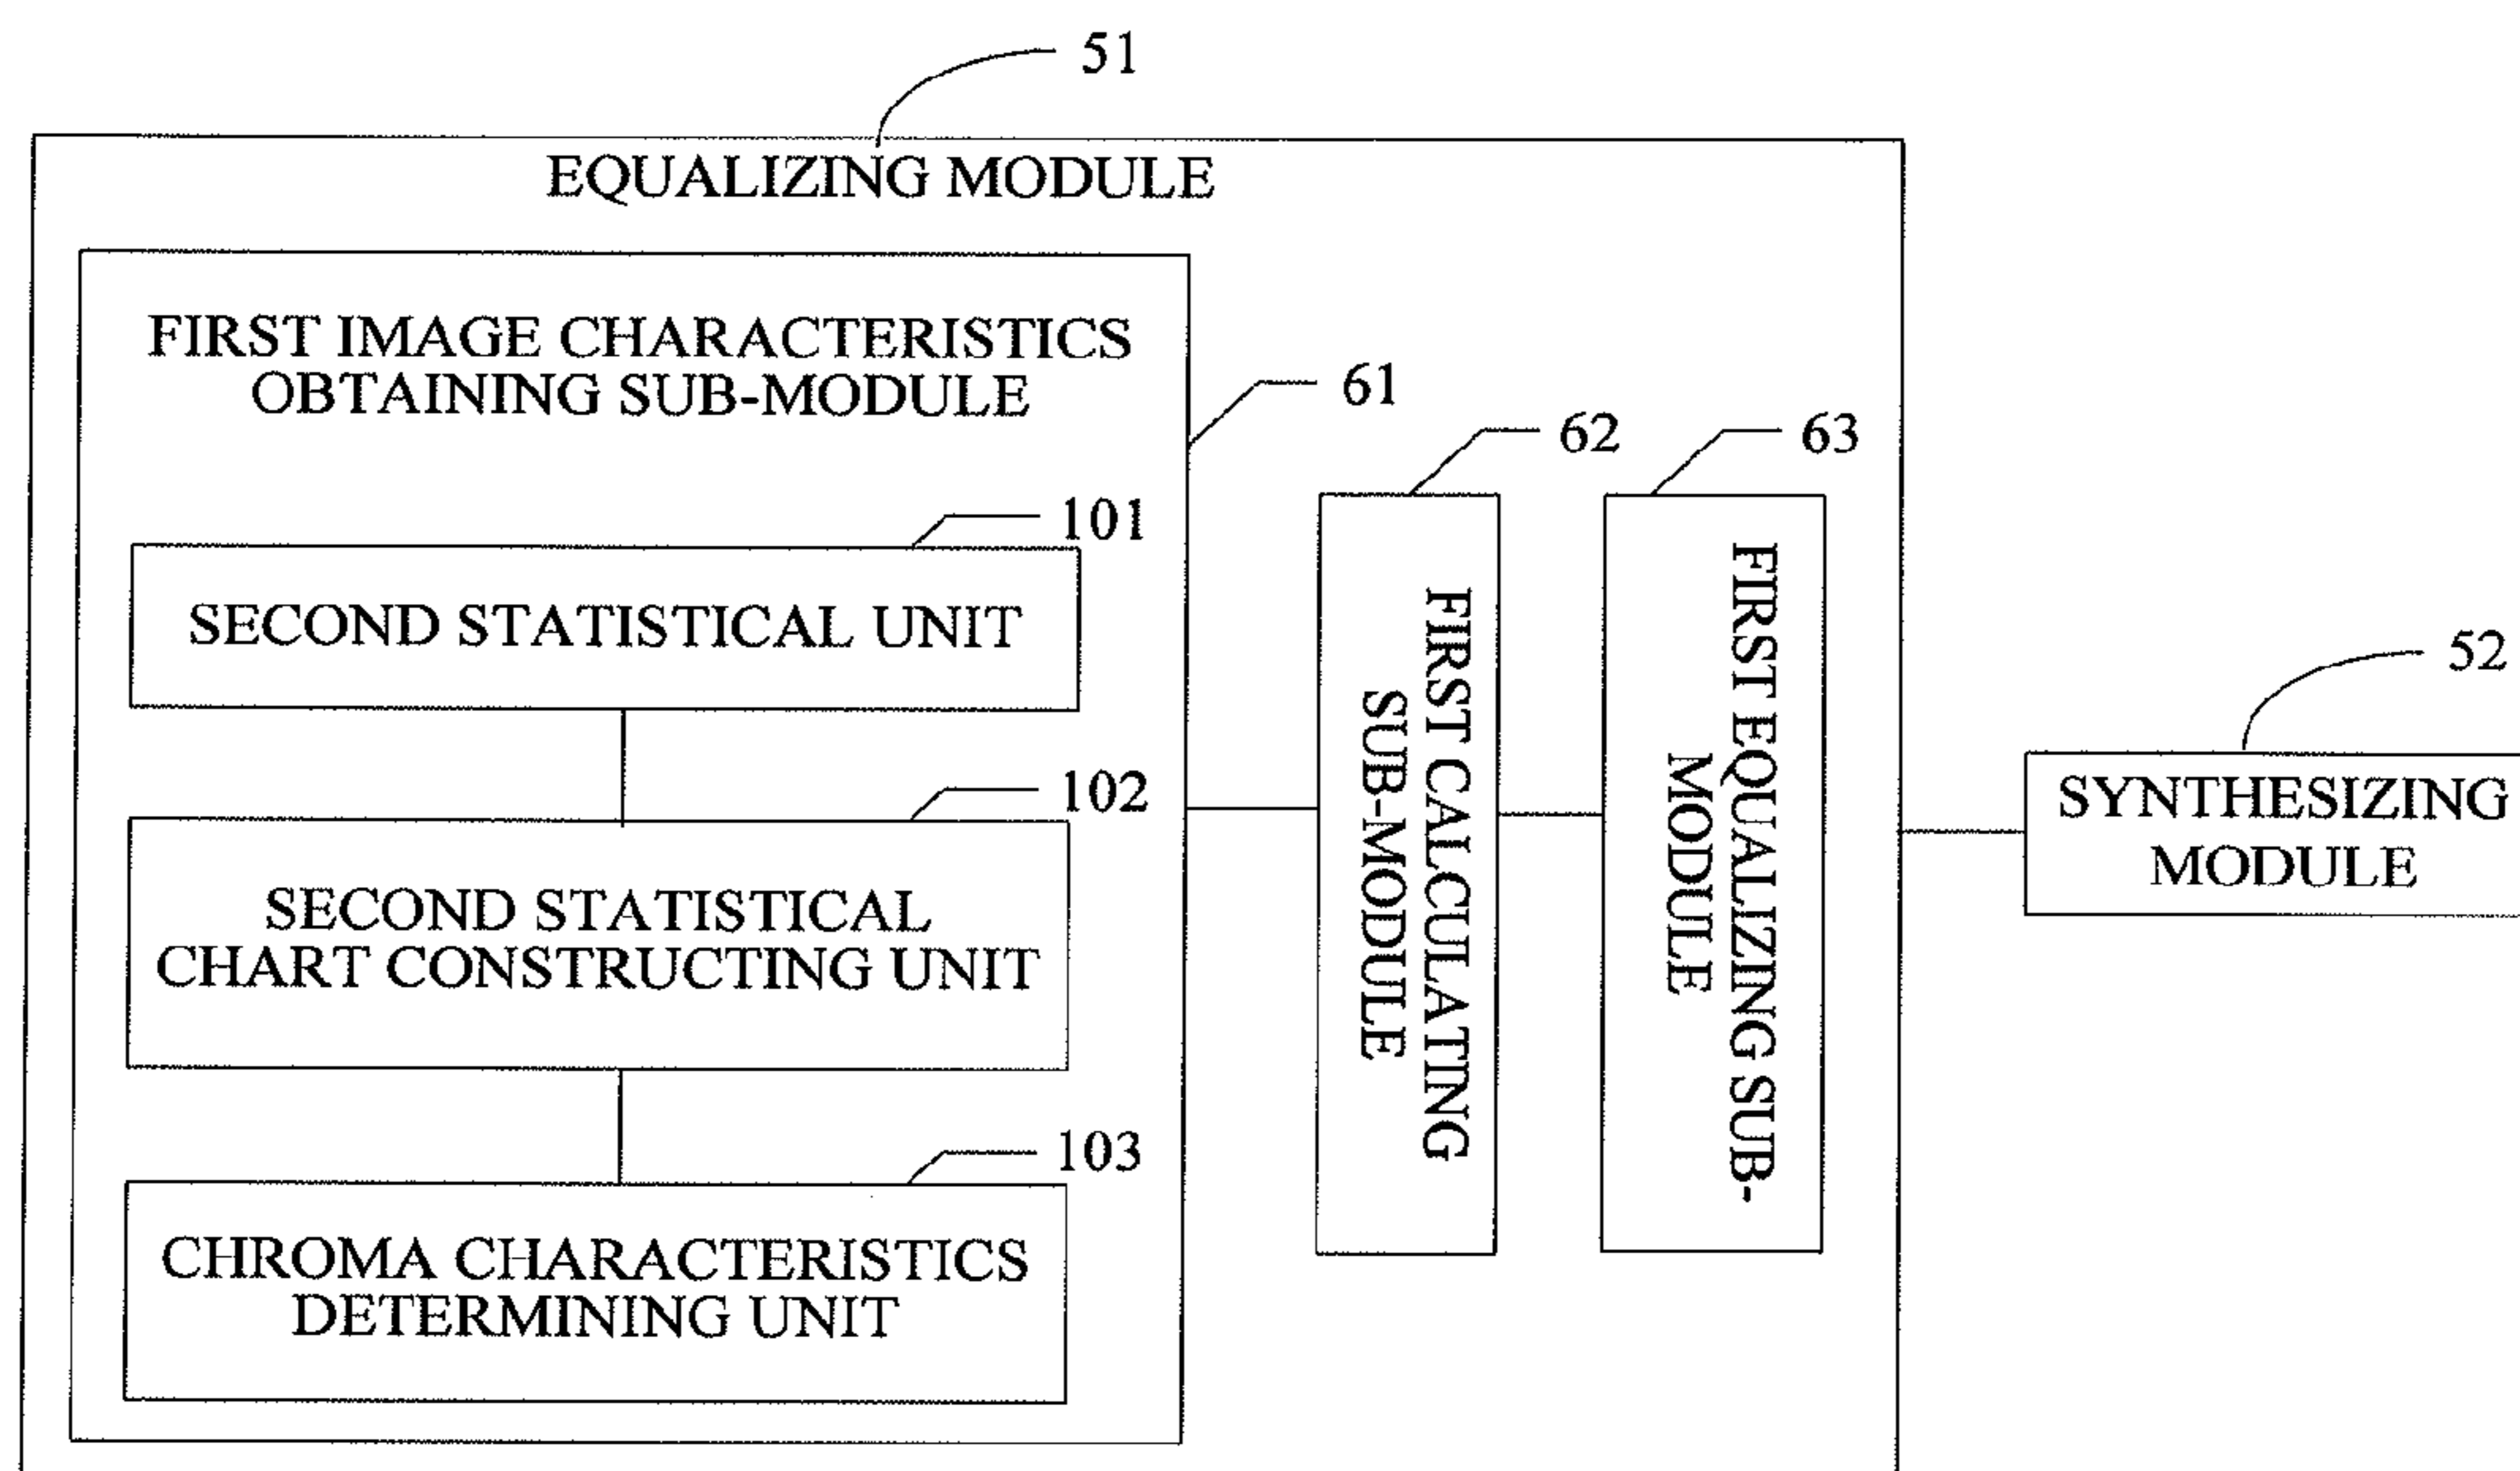 51
EQUALIZING MODULE
FIRST IMAGE CHARACTERISTICS
OBTAINING SUB-MODULE
61
62
63
101
SECOND STATISTICAL UNIT
102
SECOND STATISTICAL
CHART CONSTRUCTING UNIT
103
CHROMA CHARACTERISTICS
DETERMINING UNIT
FIRST CALCULATING
SUB-MODULE
FIRST EQUALIZING SUB-
MODULE
52
SYNTHESIZING
MODULE